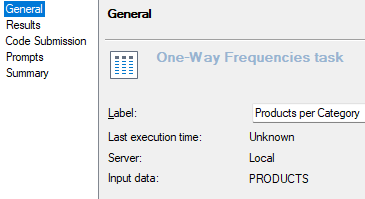 General
Results
Code Submission
Prompts
Summary
General
One-Way Frequencies task
Label: Products per Category
Last execution time: Unknown
Server: Local
Input data: PRODUCTS